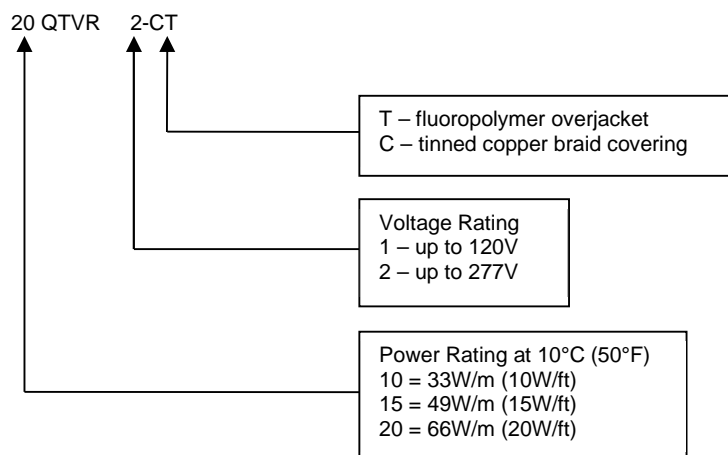 20 QTVR 2-CT
T – fluoropolymer overjacket
C – tinned copper braid covering
Voltage Rating
1 – up to 120V
2 – up to 277V
Power Rating at 10°C (50°F)
10 = 33W/m (10W/ft)
15 = 49W/m (15W/ft)
20 = 66W/m (20W/ft)